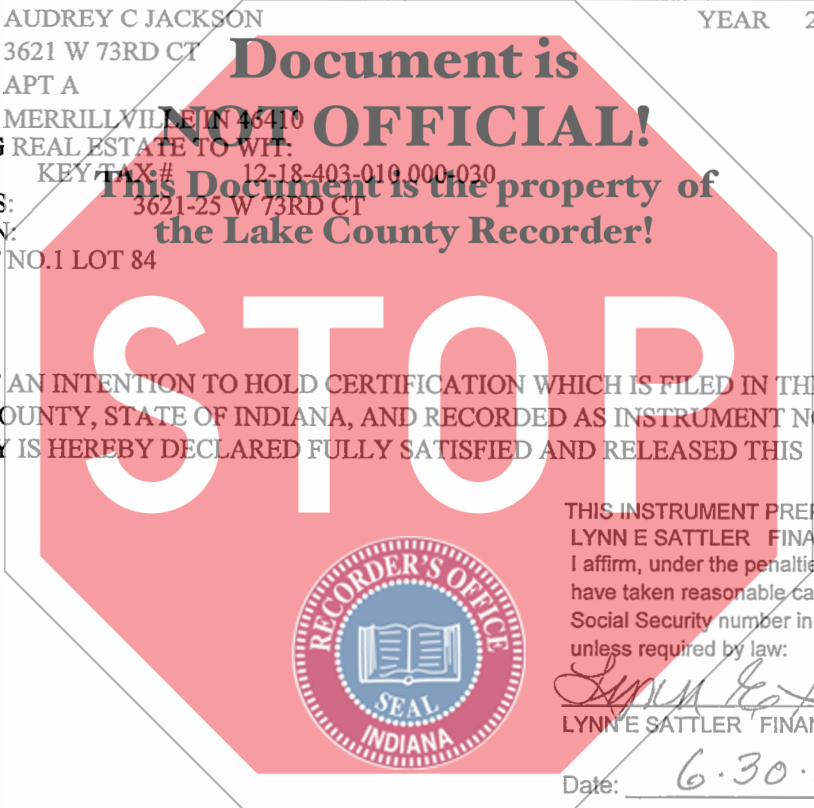 AUDREY C JACKSON
YEAR 2
3621 W 73RD CT
Document is
APT A
MERRILLVILLE IN 46410
NOT OFFICIAL!
G REAL ESTATE TO WIT:
KEY TAX # 12-18-403-010.000-030
This Document is the property of
S: 3621-25 W 73RD CT
N:
the Lake County Recorder!
NO.1 LOT 84
STOP
AN INTENTION TO HOLD CERTIFICATION WHICH IS FILED IN THE
OUNTY, STATE OF INDIANA, AND RECORDED AS INSTRUMENT NO
Y IS HEREBY DECLARED FULLY SATISFIED AND RELEASED THIS
THIS INSTRUMENT PREP
LYNN E SATTLER FINA
I affirm, under the penaltie
have taken reasonable ca
Social Security number in
unless required by law:
Lynn E
LYNN E SATTLER FINAN
Date: 6.30.
RECORDER'S OFFICE
SEAL
INDIANA